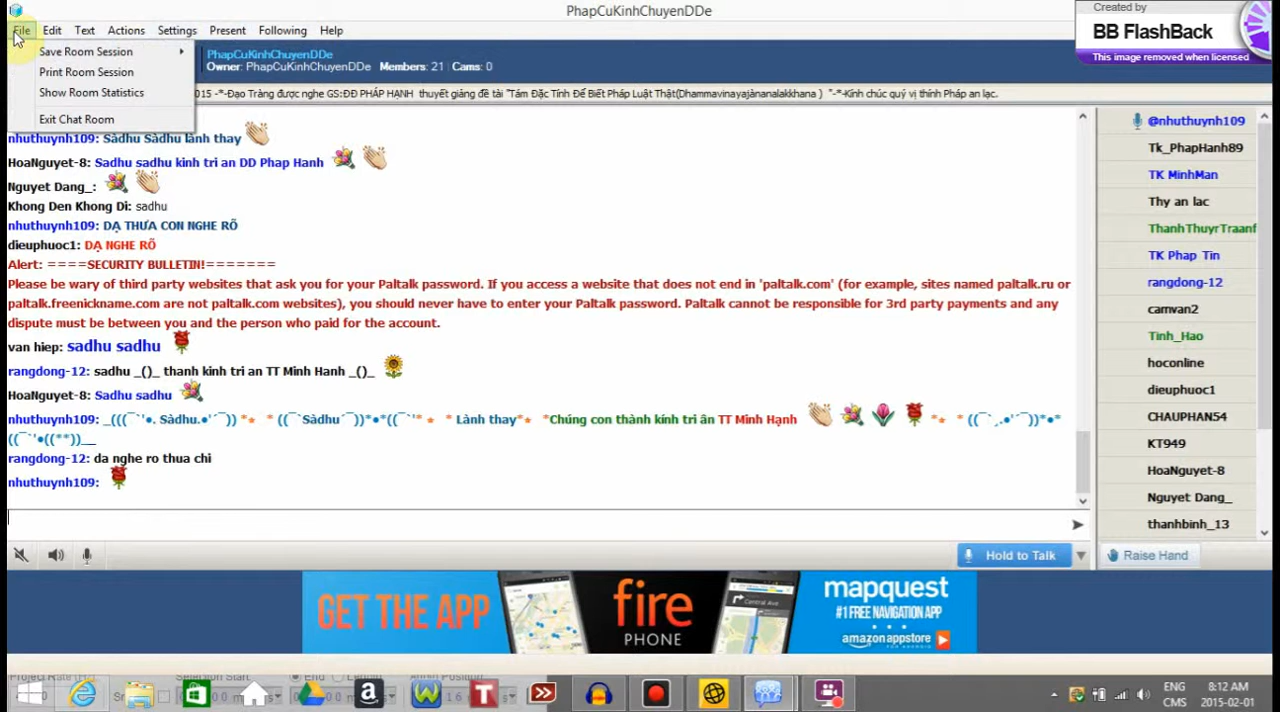 PhapCuKinhChuyenDDe
Created by
BB FlashBack
This image removed when licensed
File Edit Text Actions Settings Present Following Help
Save Room Session
Print Room Session
Show Room Statistics
Exit Chat Room
PhapCuKinhChuyenDDe
Owner: PhapCuKinhChuyenDDe Members: 21 Cams: 0
2015 -*-Đạo Tràng được nghe GS:ĐĐ PHÁP HẠNH thuyết giảng đề tài "Tám Đặc Tính Để Biết Pháp Luật Thật(Dhammavinayajànanalakkhana ) "-*-Kính chúc quý vị thính Pháp an lạc.
nhuthuynh109: Sàdhu Sàdhu lành thay
HoaNguyet-8: Sadhu sadhu kinh tri an DD Phap Hanh
Nguyet Dang_:
Khong Den Khong Di: sadhu
nhuthuynh109: DẠ THƯA CON NGHE RÕ
dieuphuoc1: DẠ NGHE RÕ
Alert: ====SECURITY BULLETIN!=======
Please be wary of third party websites that ask you for your Paltalk password. If you access a website that does not end in 'paltalk.com' (for example, sites named paltalk.ru or
paltalk.freenickname.com are not paltalk.com websites), you should never have to enter your Paltalk password. Paltalk cannot be responsible for 3rd party payments and any
dispute must be between you and the person who paid for the account.
van hiep: sadhu sadhu
rangdong-12: sadhu _()_ thanh kinh tri an TT Minh Hanh _()_
HoaNguyet-8: Sadhu sadhu
nhuthuynh109: _(((¯`'•. Sàdhu.•'´¯)) *★ * ((¯`Sàdhu´¯))*•*((¯`'* ★ * Lành thay*★ *Chúng con thành kính tri ân TT Minh Hạnh *★ * ((¯`¸.•'´¯))*•*
((¯`'•((**))__
rangdong-12: da nghe ro thua chi
nhuthuynh109:
@nhuthuynh109
Tk_PhapHanh89
TK MinhMan
Thy an lac
ThanhThuyrTraanf
TK Phap Tin
rangdong-12
camvan2
Tinh_Hao
hoconline
dieuphuoc1
CHAUPHAN54
KT949
HoaNguyet-8
Nguyet Dang_
thanhbinh_13
Hold to Talk
Raise Hand
GET THE APP
fire
PHONE
mapquest
#1 FREE NAVIGATION APP
amazon appstore
ENG
CMS
8:12 AM
2015-02-01